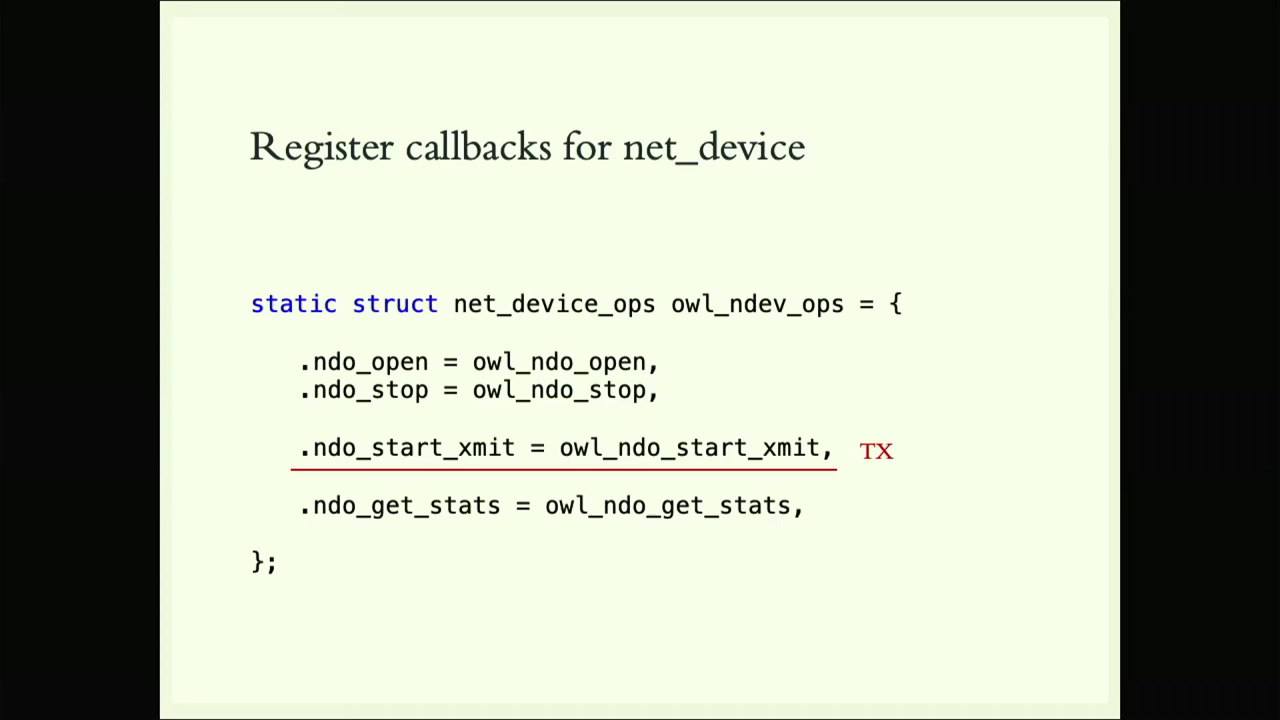 Register callbacks for net_device
static struct net_device_ops owl_ndev_ops = {
.ndo_open = owl_ndo_open,
.ndo_stop = owl_ndo_stop,
.ndo_start_xmit = owl_ndo_start_xmit, TX
.ndo_get_stats = owl_ndo_get_stats,
};